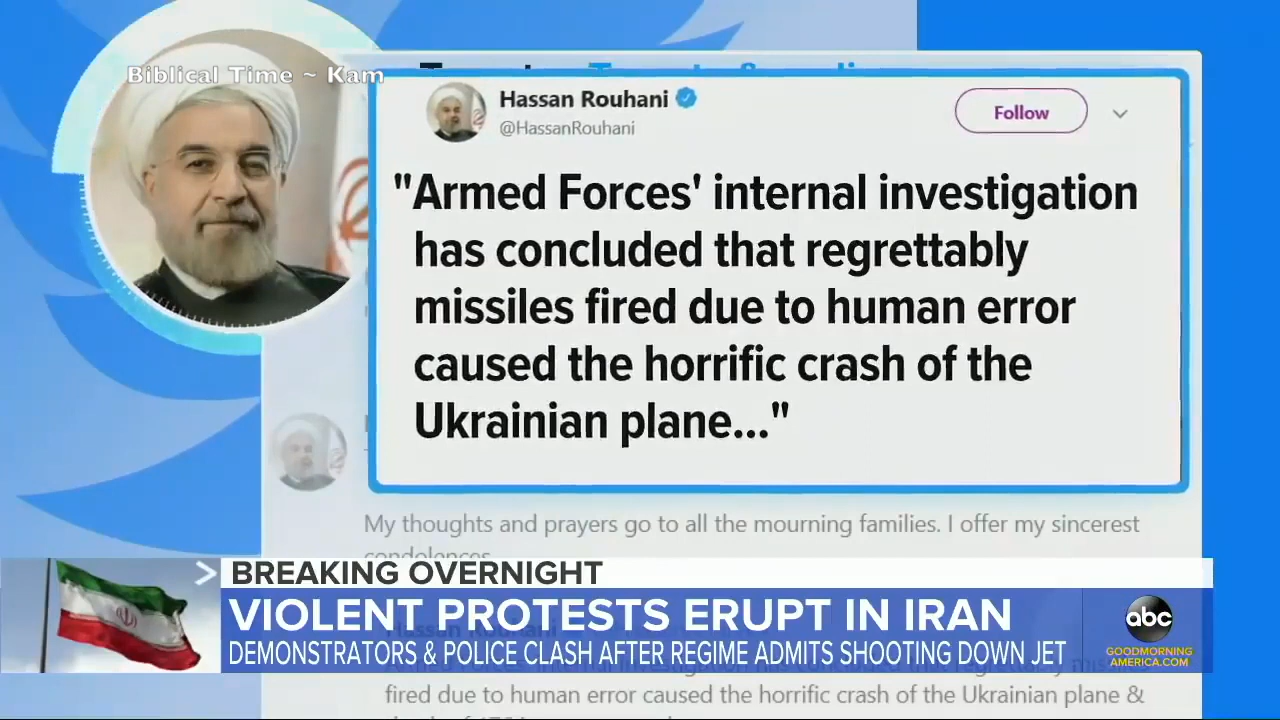 Biblical Time ~ Kam
Hassan Rouhani
@HassanRouhani
Follow
"Armed Forces' internal investigation
has concluded that regrettably
missiles fired due to human error
caused the horrific crash of the
Ukrainian plane..."
My thoughts and prayers go to all the mourning families. I offer my sincerest
condolences
BREAKING OVERNIGHT
VIOLENT PROTESTS ERUPT IN IRAN
DEMONSTRATORS & POLICE CLASH AFTER REGIME ADMITS SHOOTING DOWN JET
abc
GOODMORNING
AMERICA.COM
fired due to human error caused the horrific crash of the Ukrainian plane &